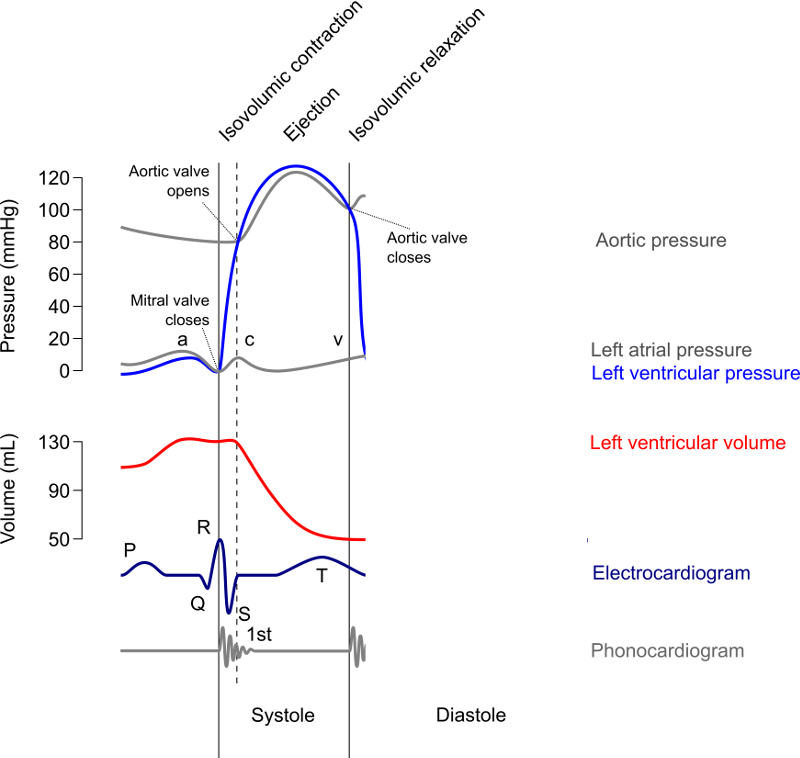 Isovolumic contraction
Ejection
Isovolumic relaxation
Pressure (mmHg)
120
100
80
60
40
20
0
Aortic valve
opens
Aortic valve
closes
Mitral valve
closes
a
c
v
Aortic pressure
Left atrial pressure
Left ventricular pressure
Volume (mL)
130
90
50
Left ventricular volume
P
Q
R
S
T
Electrocardiogram
1st
Phonocardiogram
Systole
Diastole